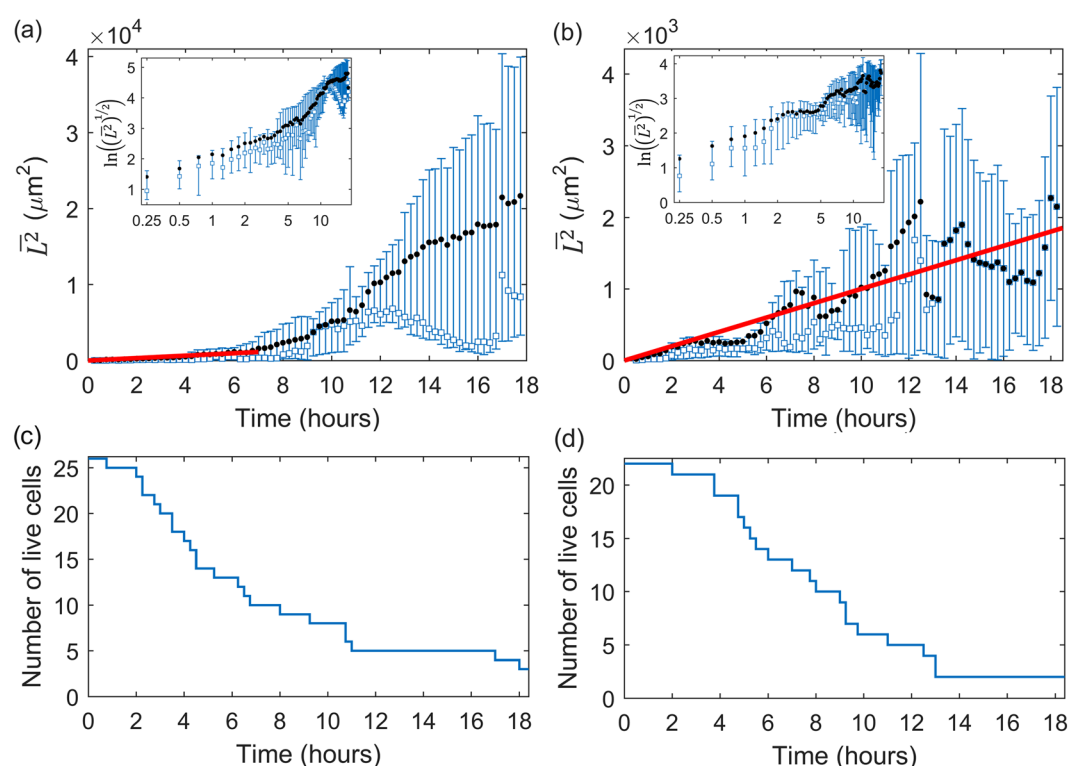 (a)
×10⁴
L̅² (μm²)
4
3
2
1
0
0 2 4 6 8 10 12 14 16 18
Time (hours)
ln((L̅²)^1/2)
5
4
3
2
1
0.25 0.5 1 2 5 10
(b)
×10³
L̅² (μm²)
4
3
2
1
0
0 2 4 6 8 10 12 14 16 18
Time (hours)
ln((L̅²)^1/2)
4
3
2
1
0
0.25 0.5 1 2 5 10
(c)
Number of live cells
25
20
15
10
5
0
0 2 4 6 8 10 12 14 16 18
Time (hours)
(d)
Number of live cells
20
15
10
5
0
0 2 4 6 8 10 12 14 16 18
Time (hours)